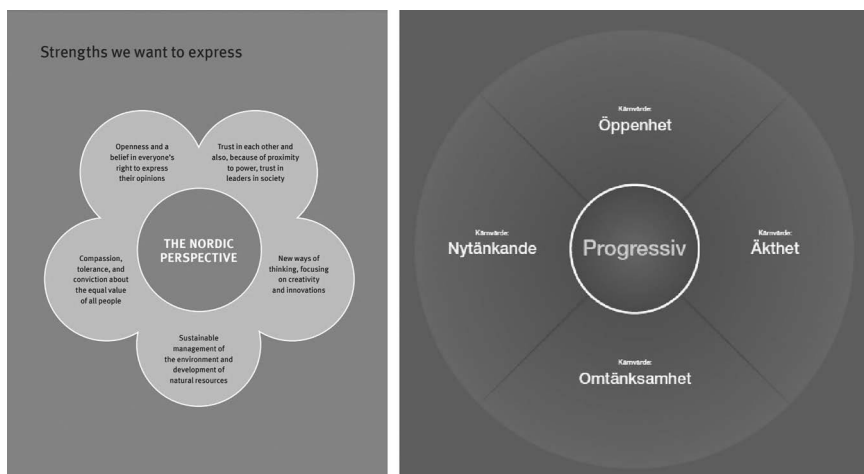 Strengths we want to express
Openness and a
belief in everyone's
right to express
their opinions
Trust in each other and
also, because of proximity
to power, trust in
leaders in society
THE NORDIC
PERSPECTIVE
Compassion,
tolerance, and
conviction about
the equal value
of all people
New ways of
thinking, focusing
on creativity
and innovations
Sustainable
management of
the environment and
development of
natural resources
Kärnvärde:
Öppenhet
Kärnvärde:
Nytänkande
Progressiv
Kärnvärde:
Äkthet
Kärnvärde:
Omtänksamhet